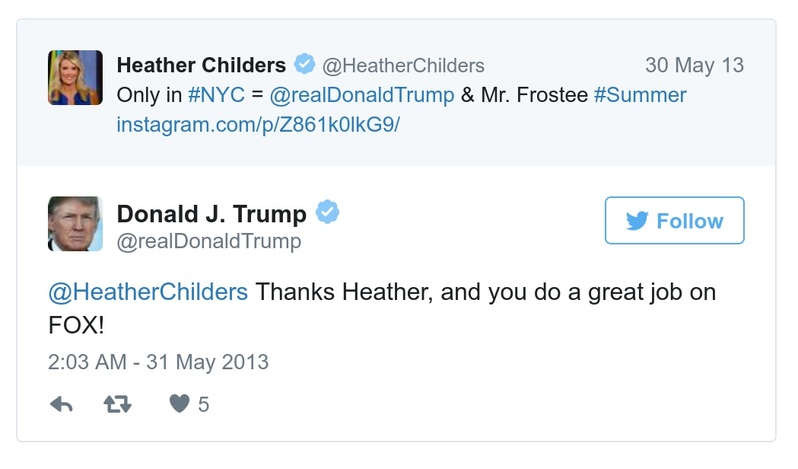 Heather Childers @HeatherChilders 30 May 13
Only in #NYC = @realDonaldTrump & Mr. Frostee #Summer
instagram.com/p/Z861k0lkG9/
Donald J. Trump
@realDonaldTrump
Follow
@HeatherChilders Thanks Heather, and you do a great job on
FOX!
2:03 AM - 31 May 2013
5